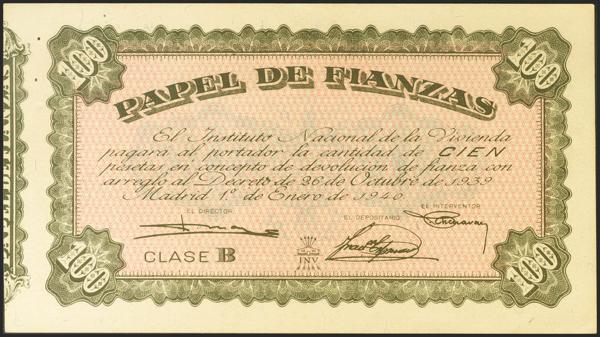 100 100
PAPEL DE FIANZAS
El Instituto Nacional de la Vivienda
pagará al portador la cantidad de CIEN
pesetas en concepto de devolución de fianza con
arreglo al Decreto de 26 de Octubre de 1939
Madrid 1º de Enero de 1940
EL DIRECTOR EL DEPOSITARIO EL INTERVENTOR
CLASE B INV
100 100